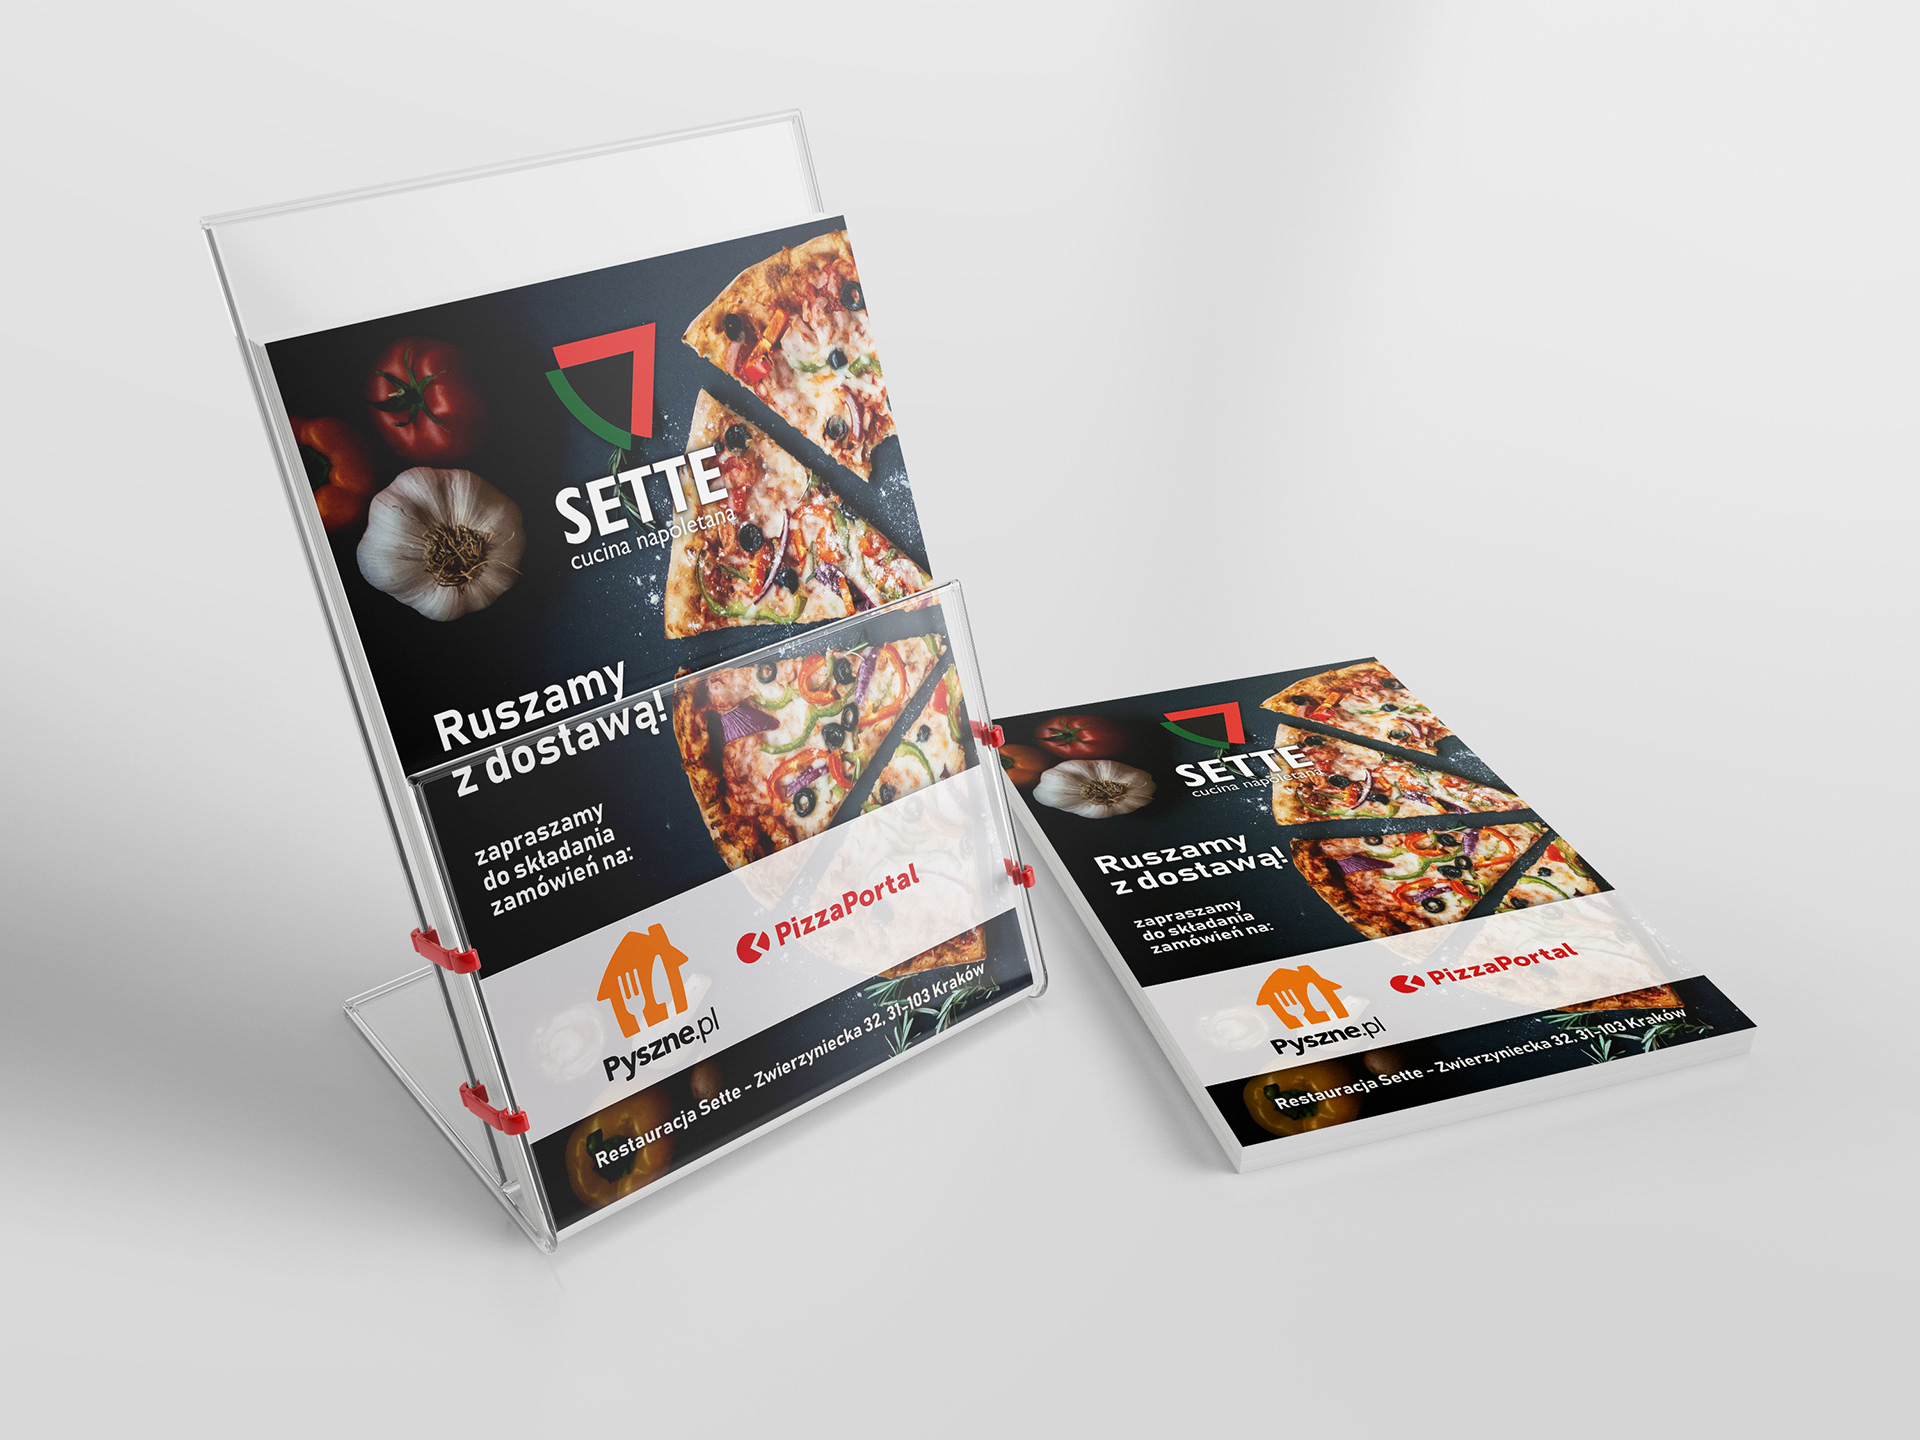 SETTE
cucina napoletana
Ruszamy
z dostawą!
zapraszamy
do składania
zamówień na:
Pyszne.pl
PizzaPortal
Restauracja Sette – Zwierzyniecka 32, 31-103 Kraków
SETTE
cucina napoletana
Ruszamy
z dostawą!
zapraszamy
do składania
zamówień na:
Pyszne.pl
PizzaPortal
Restauracja Sette – Zwierzyniecka 32, 31-103 Kraków